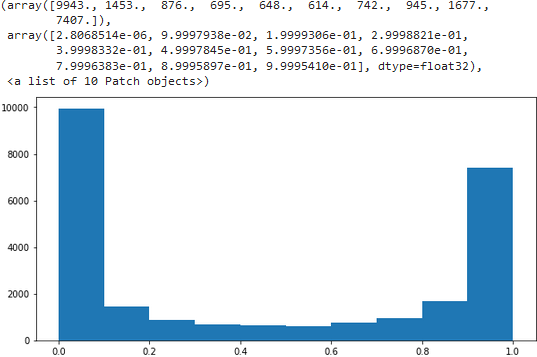 (array([9943., 1453.,  876.,  695.,  648.,  614.,  742.,  945., 1677.,
7407.]),
array([2.8068514e-06, 9.9997938e-02, 1.9999306e-01, 2.9998821e-01,
3.9998332e-01, 4.9997845e-01, 5.9997356e-01, 6.9996870e-01,
7.9996383e-01, 8.9995897e-01, 9.9995410e-01], dtype=float32),
<a list of 10 Patch objects>)
10000
8000
6000
4000
2000
0
0.0 0.2 0.4 0.6 0.8 1.0